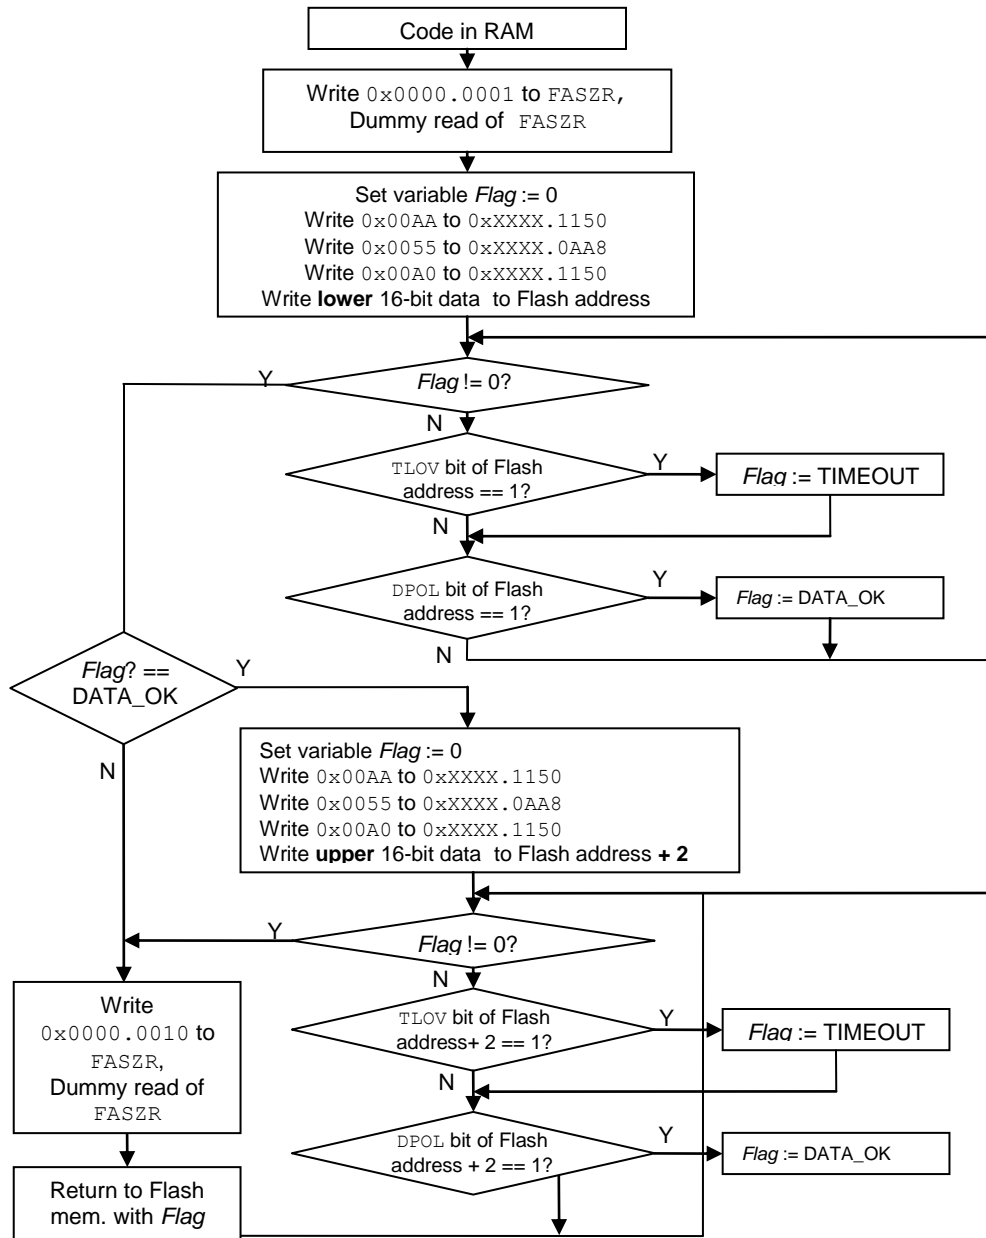 Code in RAM
Write 0x0000.0001 to FASZR,
Dummy read of FASZR
Set variable Flag := 0
Write 0x00AA to 0xXXXX.1150
Write 0x0055 to 0xXXXX.0AA8
Write 0x00A0 to 0xXXXX.1150
Write lower 16-bit data to Flash address
Y
Flag != 0?
N
TLOV bit of Flash
address == 1?
Y
Flag := TIMEOUT
N
DPOL bit of Flash
address == 1?
Y
Flag := DATA_OK
N
Flag? ==
DATA_OK
Y
N
Set variable Flag := 0
Write 0x00AA to 0xXXXX.1150
Write 0x0055 to 0xXXXX.0AA8
Write 0x00A0 to 0xXXXX.1150
Write upper 16-bit data to Flash address + 2
Y
Flag != 0?
N
TLOV bit of Flash
address+ 2 == 1?
Y
Flag := TIMEOUT
N
DPOL bit of Flash
address + 2 == 1?
Y
Flag := DATA_OK
Write
0x0000.0010 to
FASZR,
Dummy read of
FASZR
Return to Flash
mem. with Flag